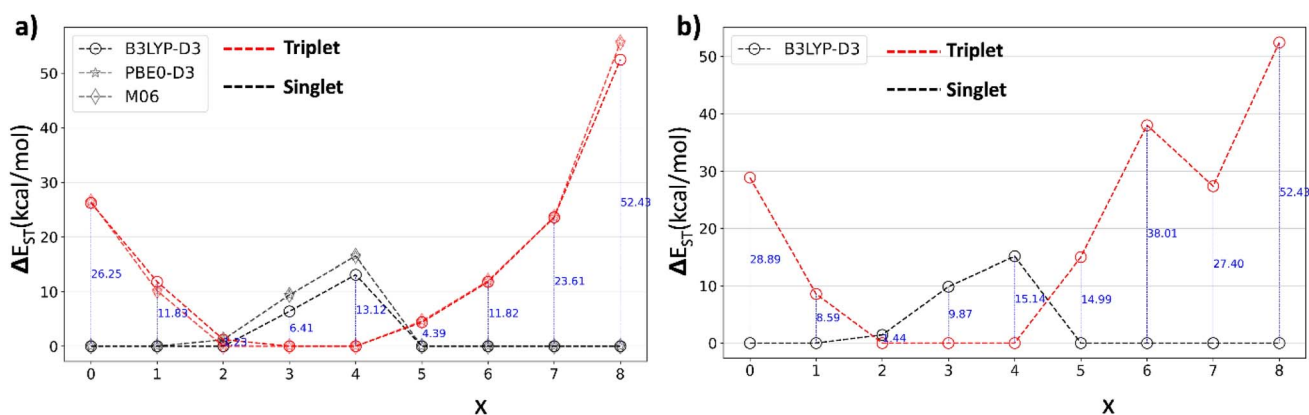 a)
B3LYP-D3
PBE0-D3
M06
Triplet
Singlet
ΔE_ST(kcal/mol)
50
40
30
20
10
0
26.25
11.83
6.41
13.12
4.39
11.82
23.61
52.43
0 1 2 3 4 5 6 7 8
X
b)
B3LYP-D3
Triplet
Singlet
ΔE_ST(kcal/mol)
50
40
30
20
10
0
28.89
8.59
1.44
9.87
15.14
14.99
38.01
27.40
52.43
0 1 2 3 4 5 6 7 8
X